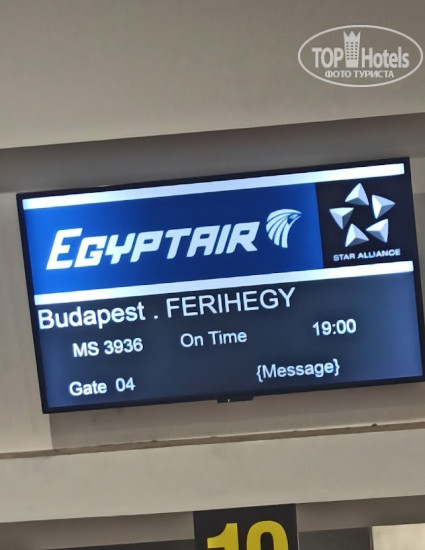 TOP Hotels
ФОТО ТУРИСТА
EGYPTAIR
STAR ALLIANCE
Budapest . FERIHEGY
MS 3936 On Time 19:00
Gate 04 {Message}
10